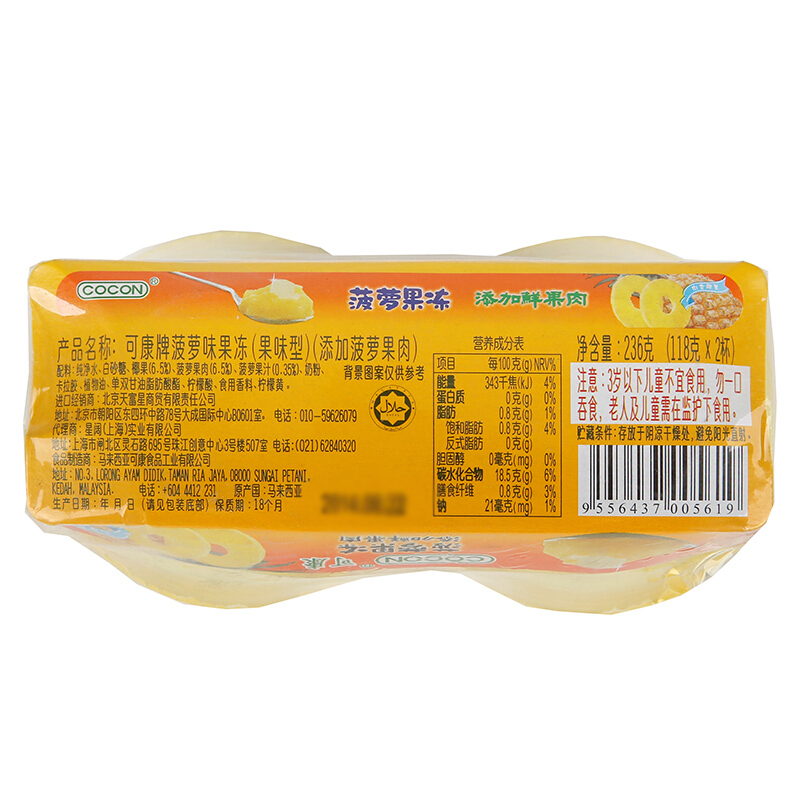 COCON®
菠萝果冻 添加鲜果肉
产品名称：可康牌菠萝味果冻(果味型)(添加菠萝果肉)
配料：纯净水、白砂糖、椰果(6.5%)、菠萝果肉(6.5%)、菠萝果汁(0.35%)、奶粉、
卡拉胶、植物油、单双甘油脂肪酸酯、柠檬酸、食用香料、柠檬黄。
背景图案仅供参考
进口经销商：北京天富星商贸有限责任公司
地址：北京市朝阳区东四环中路78号大成国际中心B0691室。 电话：010-59626079
代理商：星阔(上海)实业有限公司
地址：上海市闸北区灵石路695号珠江创意中心3号楼507室 电话：(021)62840320
食品制造商：马来西亚可康食品工业有限公司
地址：NO.3, LORONG AYAM DIDIK, TAMAN RIA JAYA, 08000 SUNGAI PETANI,
KEDAH, MALAYSIA. 电话：+604 4412 231 原产国：马来西亚
生产日期：年 月 日（请见包装底部）保质期：18个月
营养成分表
项目 每100克(g) NRV%
能量 343千焦(kJ) 4%
蛋白质 0克(g) 0%
脂肪 0.8克(g) 1%
饱和脂肪 0.8克(g) 4%
反式脂肪 0克(g)
胆固醇 0毫克(mg) 0%
碳水化合物 18.5克(g) 6%
膳食纤维 0.8克(g) 3%
钠 21毫克(mg) 1%
净含量：236克 (118克 x 2杯)
注意：3岁以下儿童不宜食用，勿一口
吞食，老人及儿童需在监护下食用。
贮藏条件：存放于阴凉干燥处，避免阳光直射。
9 556437 005619
COCON® 可康
菠萝果冻
添加鲜果肉